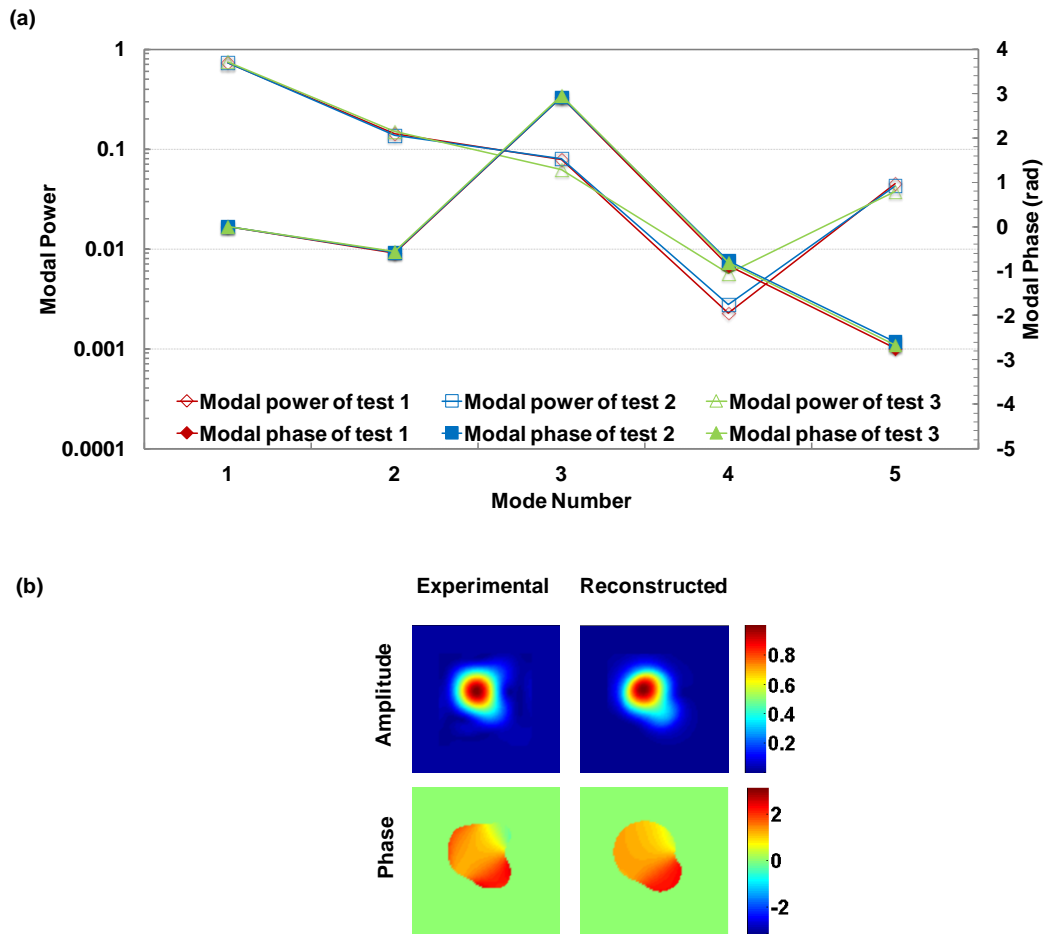 (a)
1
0.1
0.01
0.001
0.0001
Modal Power
4
3
2
1
0
-1
-2
-3
-4
-5
Modal Phase (rad)
Modal power of test 1 Modal power of test 2 Modal power of test 3
Modal phase of test 1 Modal phase of test 2 Modal phase of test 3
1 2 3 4 5
Mode Number
(b)
Experimental Reconstructed
Amplitude
0.8
0.6
0.4
0.2
Phase
2
0
-2